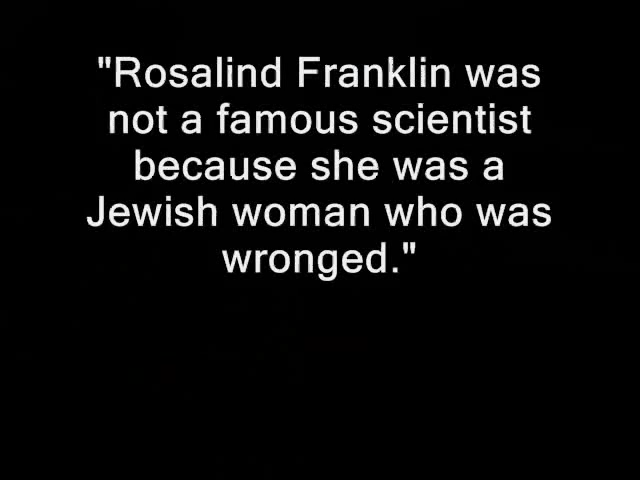 "Rosalind Franklin was
not a famous scientist
because she was a
Jewish woman who was
wronged."